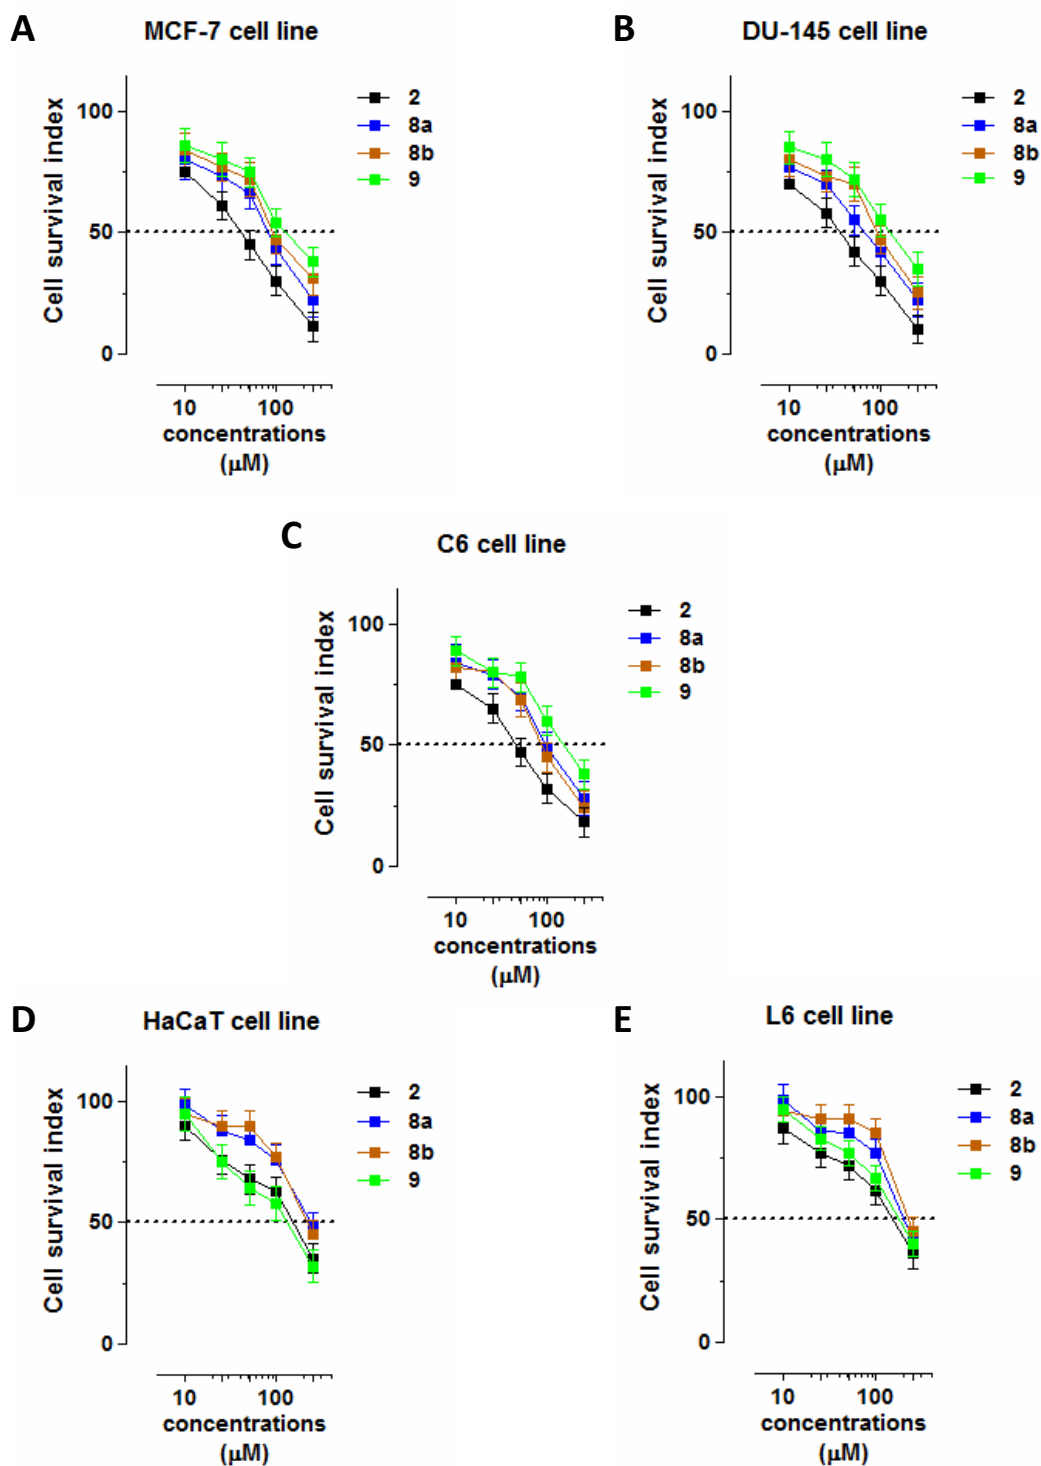 A
MCF-7 cell line
Cell survival index
100
50
0
10 100
concentrations
(µM)
2
8a
8b
9
B
DU-145 cell line
Cell survival index
100
50
0
10 100
concentrations
(µM)
2
8a
8b
9
C
C6 cell line
Cell survival index
100
50
0
10 100
concentrations
(µM)
2
8a
8b
9
D
HaCaT cell line
Cell survival index
100
50
0
10 100
concentrations
(µM)
2
8a
8b
9
E
L6 cell line
Cell survival index
100
50
0
10 100
concentrations
(µM)
2
8a
8b
9